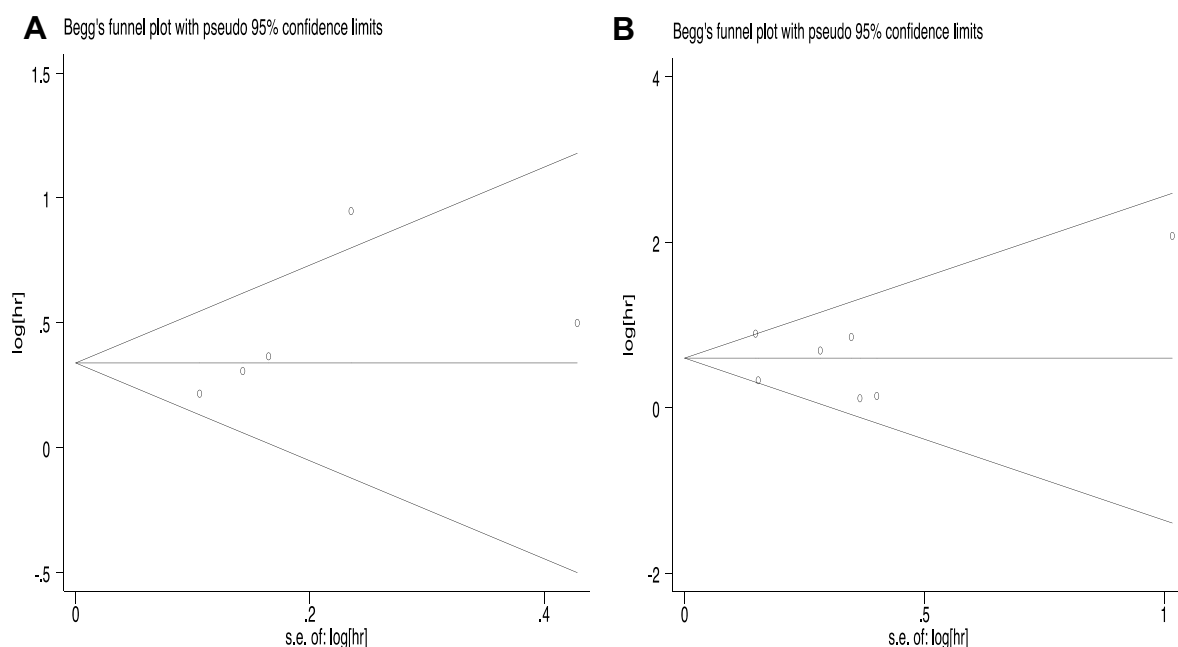 A Begg's funnel plot with pseudo 95% confidence limits
1.5
1
.5
0
-.5
log[hr]
0 .2 .4
s.e. of: log[hr]
B Begg's funnel plot with pseudo 95% confidence limits
4
2
0
-2
log[hr]
0 .5 1
s.e. of: log[hr]